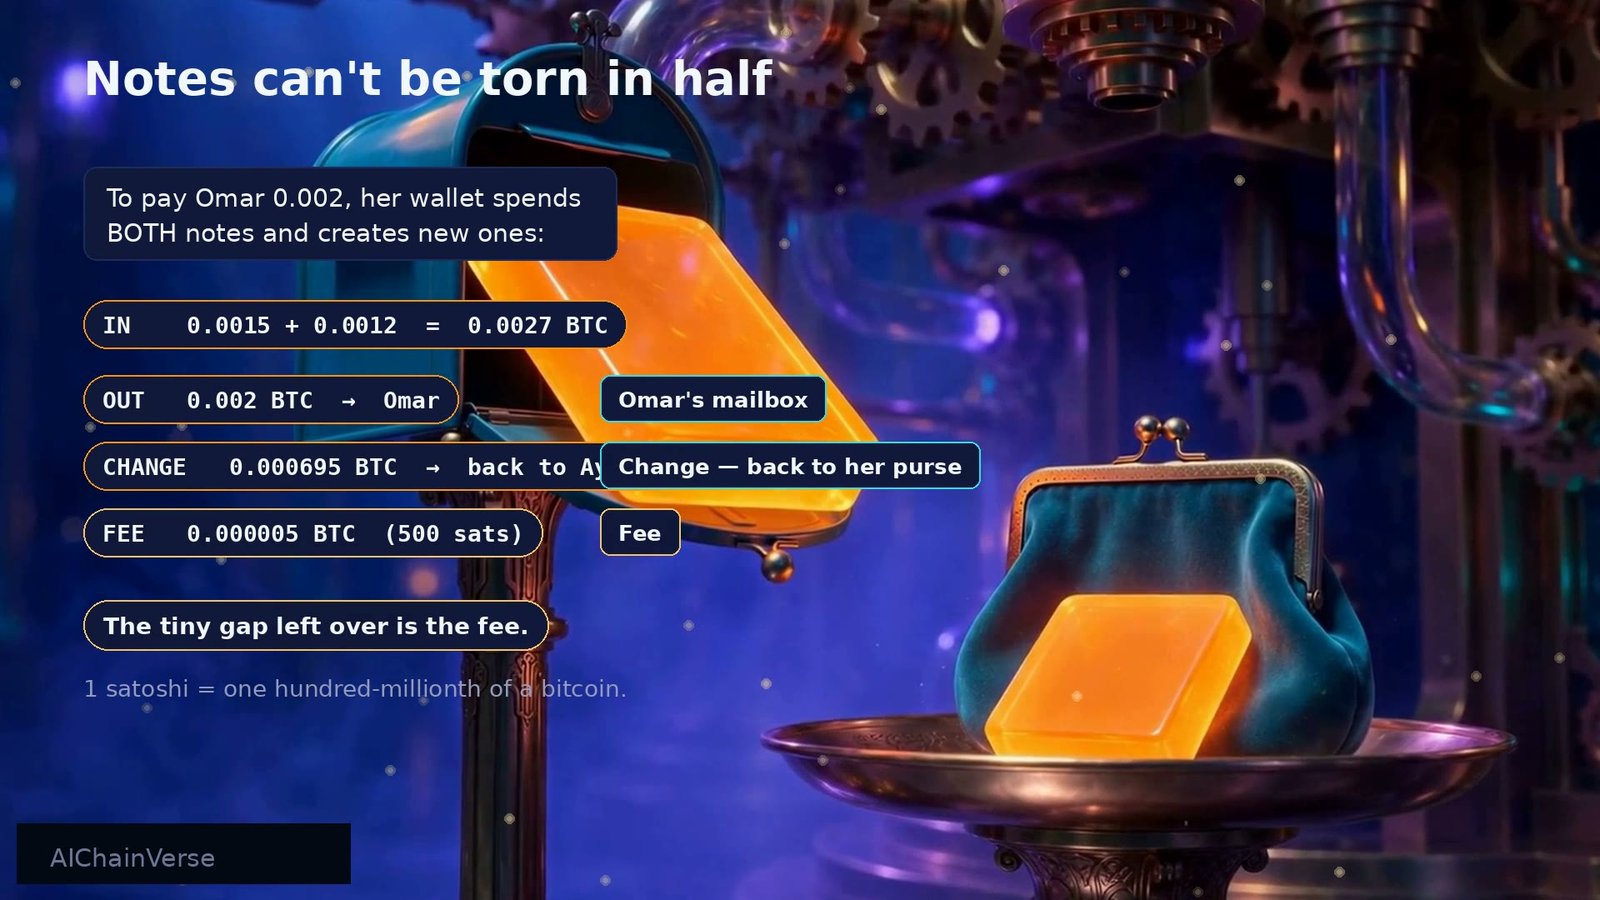 Notes can't be torn in half
To pay Omar 0.002, her wallet spends
BOTH notes and creates new ones:
IN 0.0015 + 0.0012 = 0.0027 BTC
OUT 0.002 BTC → Omar
Omar's mailbox
CHANGE 0.000695 BTC → back to
Change — back to her purse
FEE 0.000005 BTC (500 sats)
Fee
The tiny gap left over is the fee.
1 satoshi = one hundred-millionth of a bitcoin.
AIChainVerse